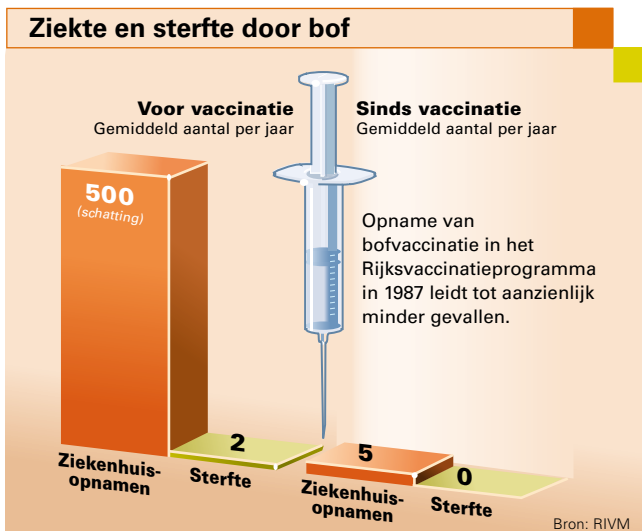 Ziekte en sterfte door bof
Voor vaccinatie
Gemiddeld aantal per jaar
Sinds vaccinatie
Gemiddeld aantal per jaar
500
(schatting)
Opname van
bofvaccinatie in het
Rijksvaccinatieprogramma
in 1987 leidt tot aanzienlijk
minder gevallen.
2
5
0
Ziekenhuis-
opnamen
Sterfte
Ziekenhuis-
opnamen
Sterfte
Bron: RIVM